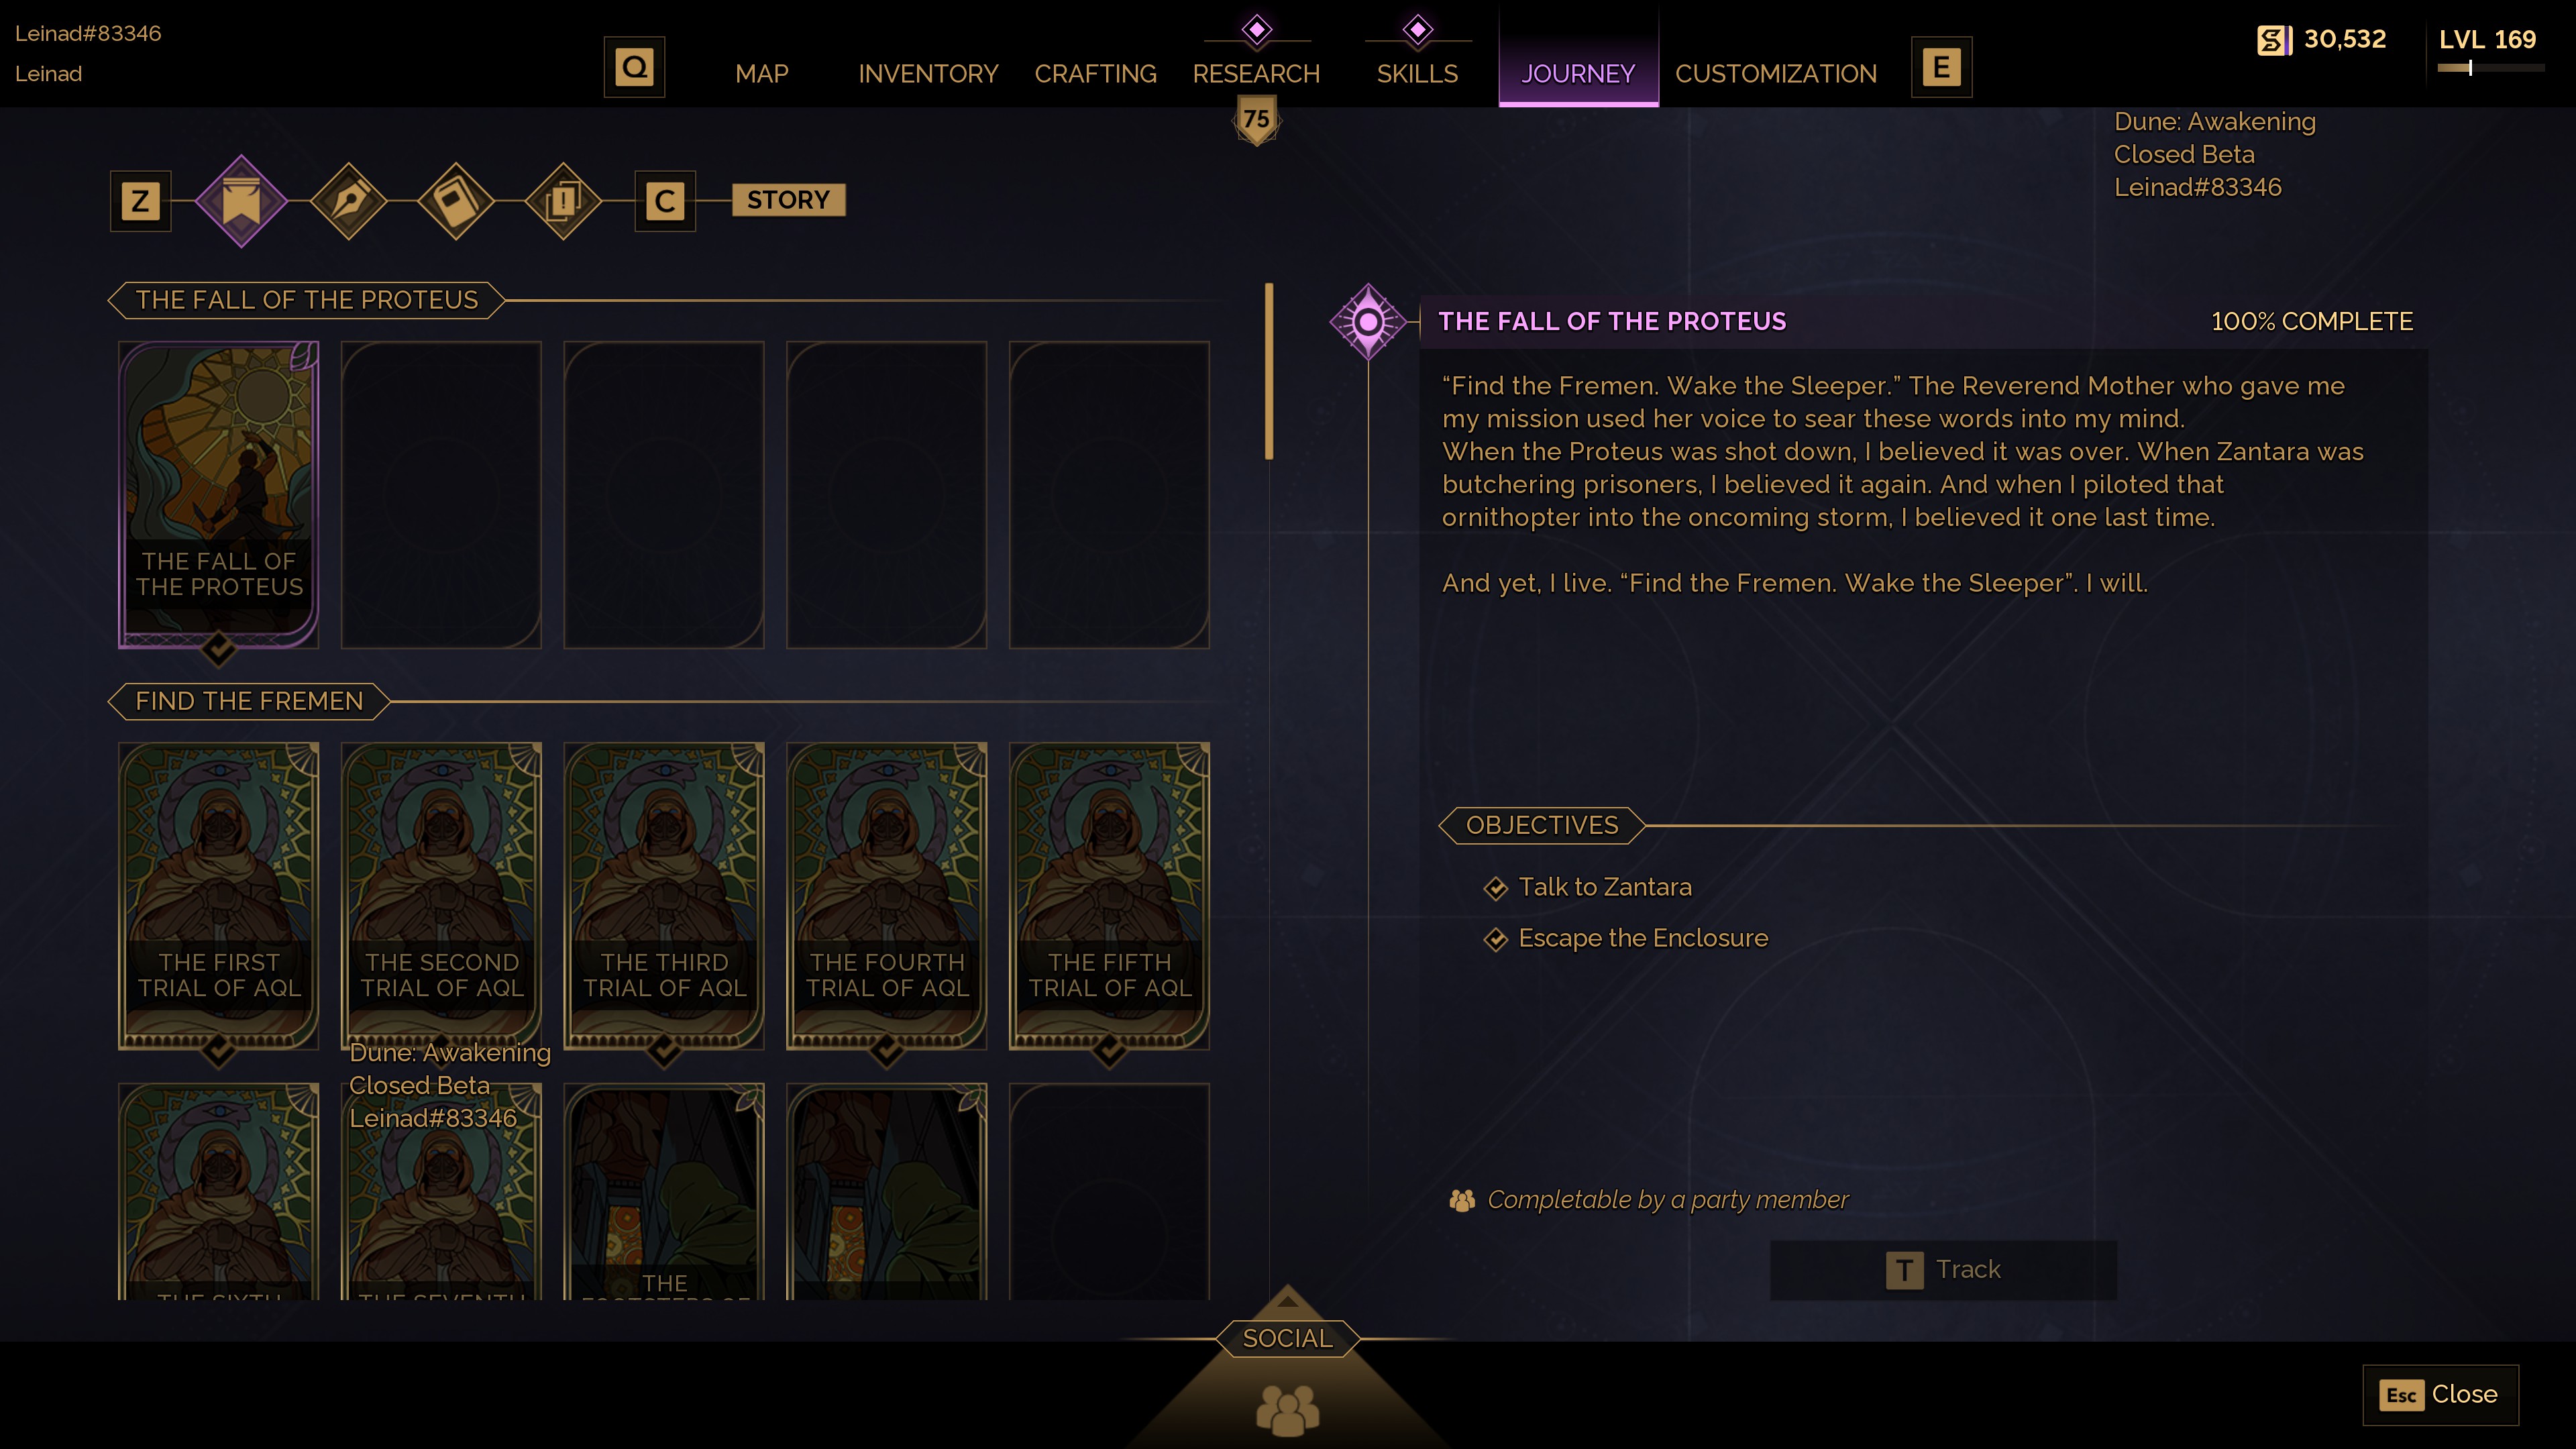 Leinad#83346
Leinad
Q
MAP
INVENTORY
CRAFTING
RESEARCH
75
SKILLS
JOURNEY
CUSTOMIZATION
E
30,532
LVL 169
Dune: Awakening
Closed Beta
Leinad#83346
Z
C
STORY
THE FALL OF THE PROTEUS
THE FALL OF
THE PROTEUS
FIND THE FREMEN
THE FIRST
TRIAL OF AQL
THE SECOND
TRIAL OF AQL
THE THIRD
TRIAL OF AQL
THE FOURTH
TRIAL OF AQL
THE FIFTH
TRIAL OF AQL
Dune: Awakening
Closed Beta
Leinad#83346
THE SIXTH
THE SEVENTH
THE
FOOTSTEPS OF
THE FALL OF THE PROTEUS
100% COMPLETE
“Find the Fremen. Wake the Sleeper.” The Reverend Mother who gave me
my mission used her voice to sear these words into my mind.
When the Proteus was shot down, I believed it was over. When Zantara was
butchering prisoners, I believed it again. And when I piloted that
ornithopter into the oncoming storm, I believed it one last time.
And yet, I live. “Find the Fremen. Wake the Sleeper”. I will.
OBJECTIVES
Talk to Zantara
Escape the Enclosure
Completable by a party member
T Track
SOCIAL
Esc Close